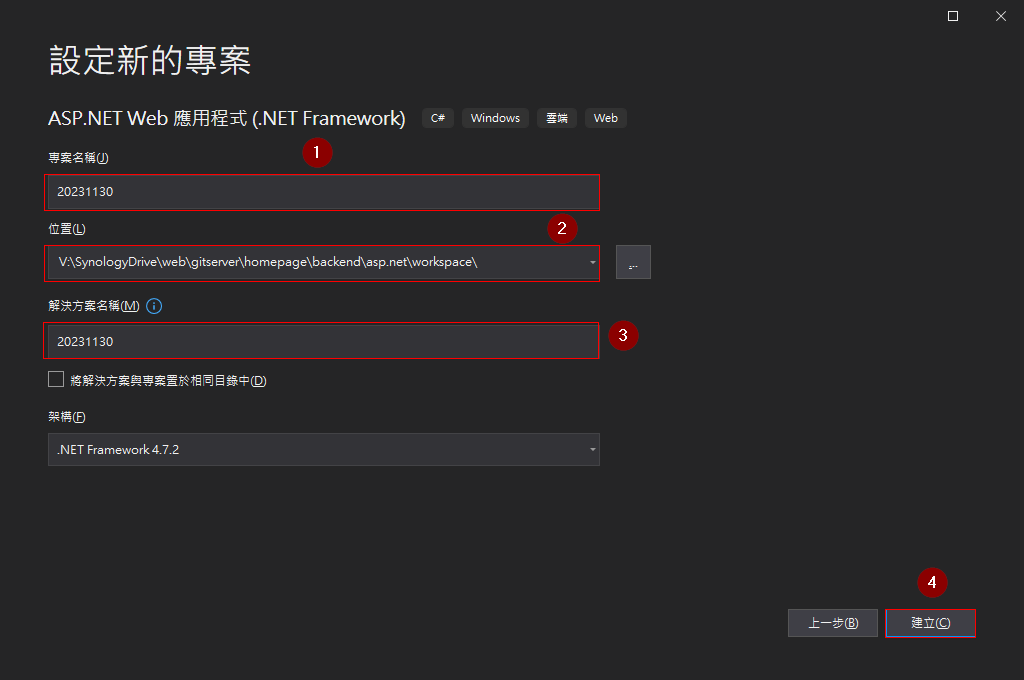 設定新的專案
ASP.NET Web 應用程式 (.NET Framework) C# Windows 雲端 Web
1
專案名稱(J)
20231130
位置(L)
2
V:\SynologyDrive\web\gitserver\homepage\backend\asp.net\workspace\
...
解決方案名稱(M)
20231130
3
將解決方案與專案置於相同目錄中(D)
架構(F)
.NET Framework 4.7.2
4
上一步(B) 建立(C)